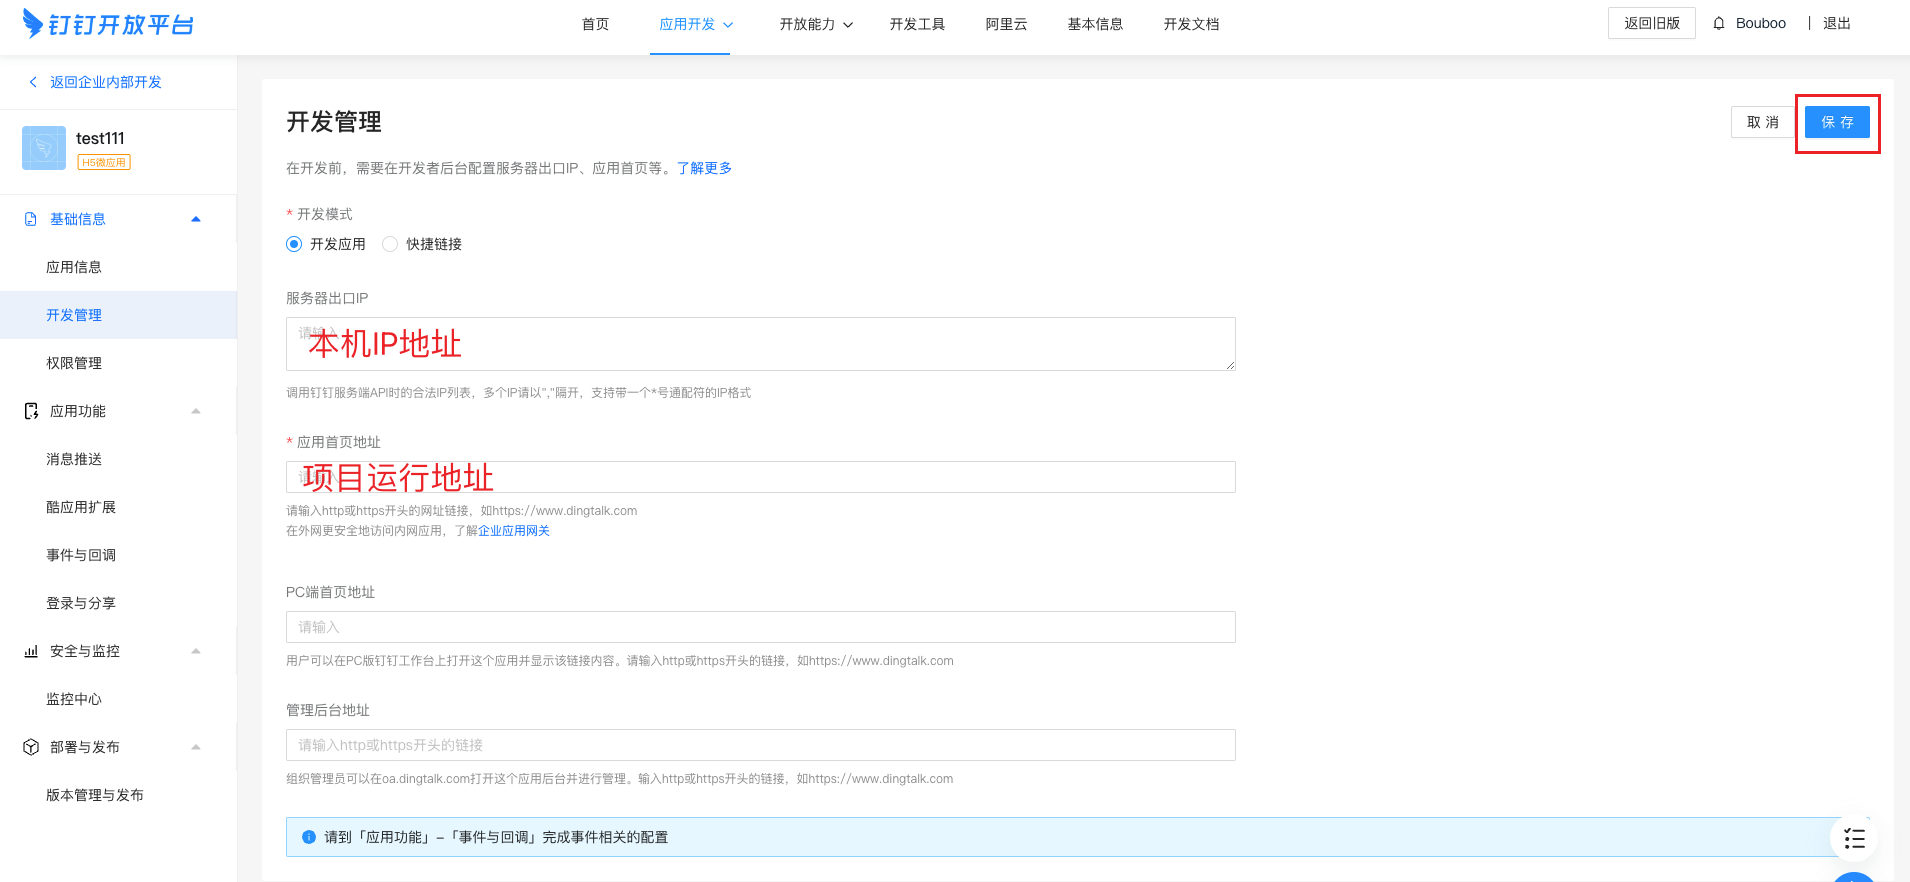 钉钉开放平台
首页 应用开发 开放能力 开发工具 阿里云 基本信息 开发文档 返回旧版 Bouboo | 退出
返回企业内部开发
test111
H5微应用
基础信息
应用信息
开发管理
权限管理
应用功能
消息推送
酷应用扩展
事件与回调
登录与分享
安全与监控
监控中心
部署与发布
版本管理与发布
开发管理
取 消 保 存
在开发前，需要在开发者后台配置服务器出口IP、应用首页等。了解更多
* 开发模式
开发应用 快捷链接
服务器出口IP
请输入
本机IP地址
调用钉钉服务端API时的合法IP列表，多个IP请以","隔开，支持带一个*号通配符的IP格式
* 应用首页地址
项目运行地址
请输入http或https开头的网址链接，如https://www.dingtalk.com
在外网更安全地访问内网应用，了解企业应用网关
PC端首页地址
请输入
用户可以在PC版钉钉工作台上打开这个应用并显示该链接内容。请输入http或https开头的链接，如https://www.dingtalk.com
管理后台地址
请输入http或https开头的链接
组织管理员可以在oa.dingtalk.com打开这个应用后台并进行管理。输入http或https开头的链接，如https://www.dingtalk.com
请到「应用功能」-「事件与回调」完成事件相关的配置